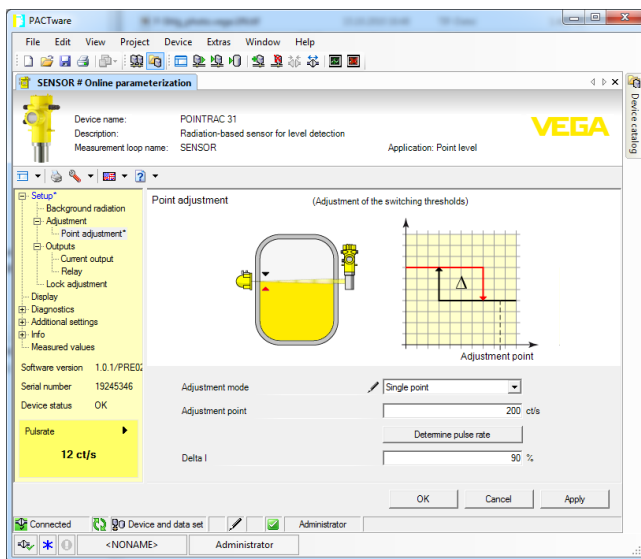 PACTware
File Edit View Project Device Extras Window Help
SENSOR # Online parameterization
Device name: POINTRAC 31
Description: Radiation-based sensor for level detection
Measurement loop name: SENSOR Application: Point level
VEGA
Device catalog
Setup*
Background radiation
Adjustment
Point adjustment*
Outputs
Current output
Relay
Lock adjustment
Display
Diagnostics
Additional settings
Info
Measured values
Software version 1.0.1/PRE02
Serial number 19245346
Device status OK
Pulsrate
12 ct/s
Point adjustment (Adjustment of the switching thresholds)
Δ
Adjustment point
Adjustment mode Single point
Adjustment point 200 ct/s
Determine pulse rate
Delta I 90 %
OK Cancel Apply
Connected Device and data set Administrator
<NONAME> Administrator